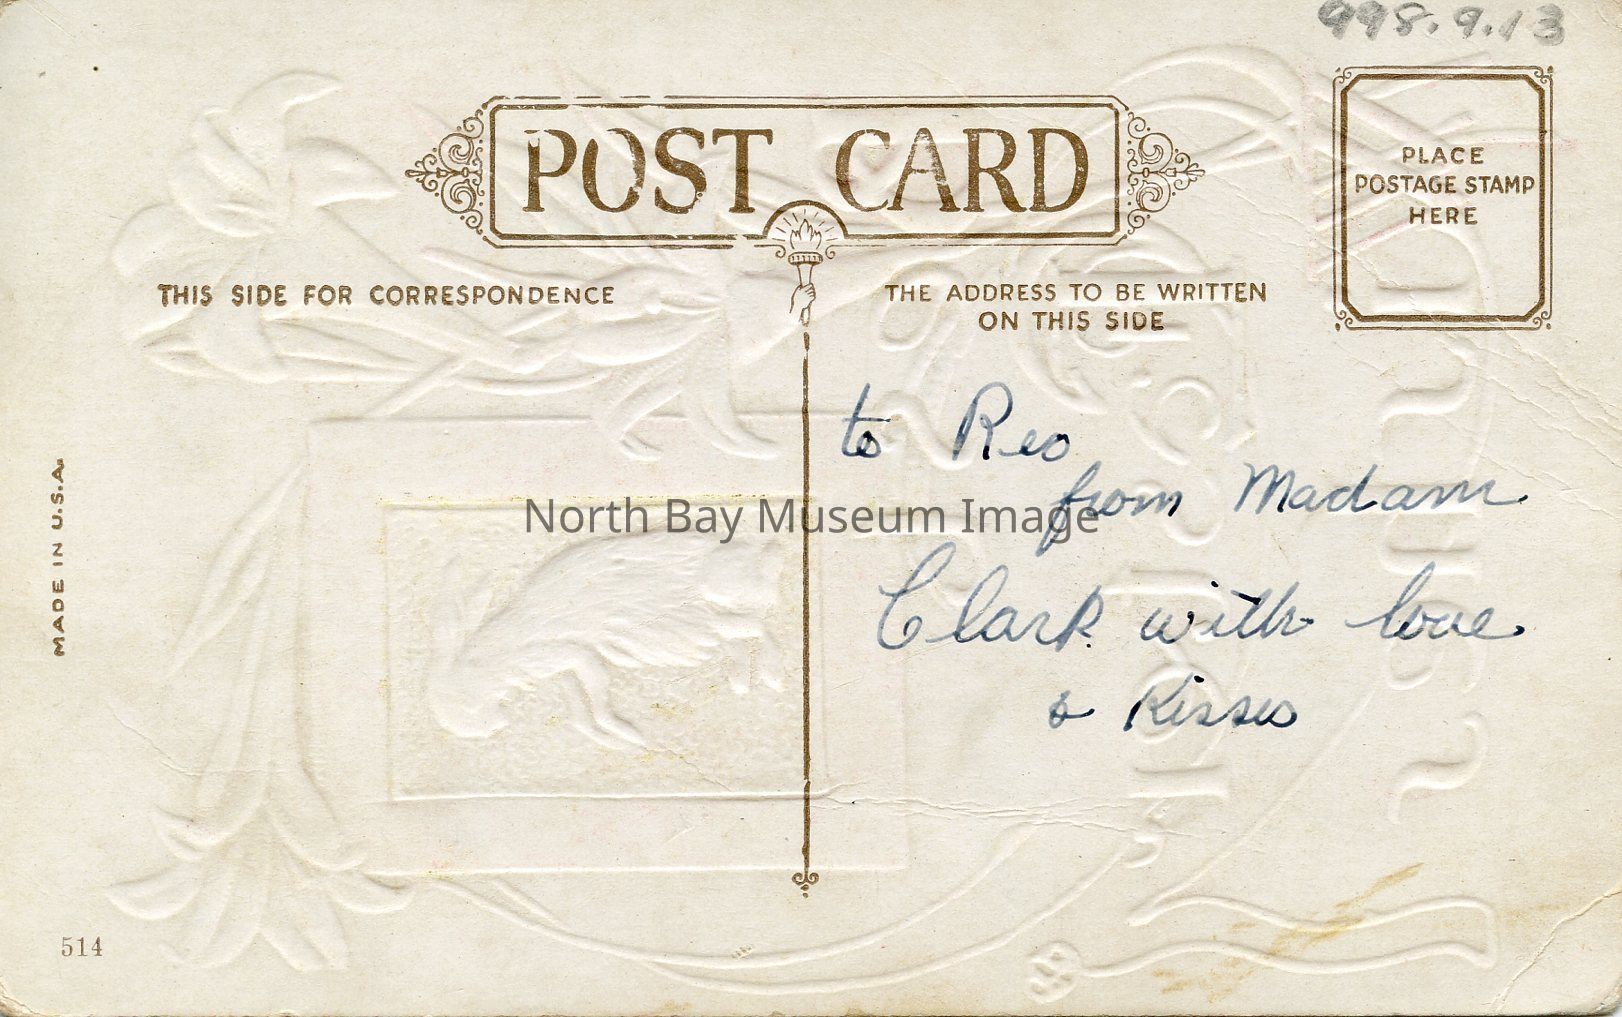 998.9.13
POST CARD
PLACE
POSTAGE STAMP
HERE
THIS SIDE FOR CORRESPONDENCE
THE ADDRESS TO BE WRITTEN
ON THIS SIDE
to Reo
from Madam
Clark with love
& Kisses
North Bay Museum Image
MADE IN U.S.A.
514